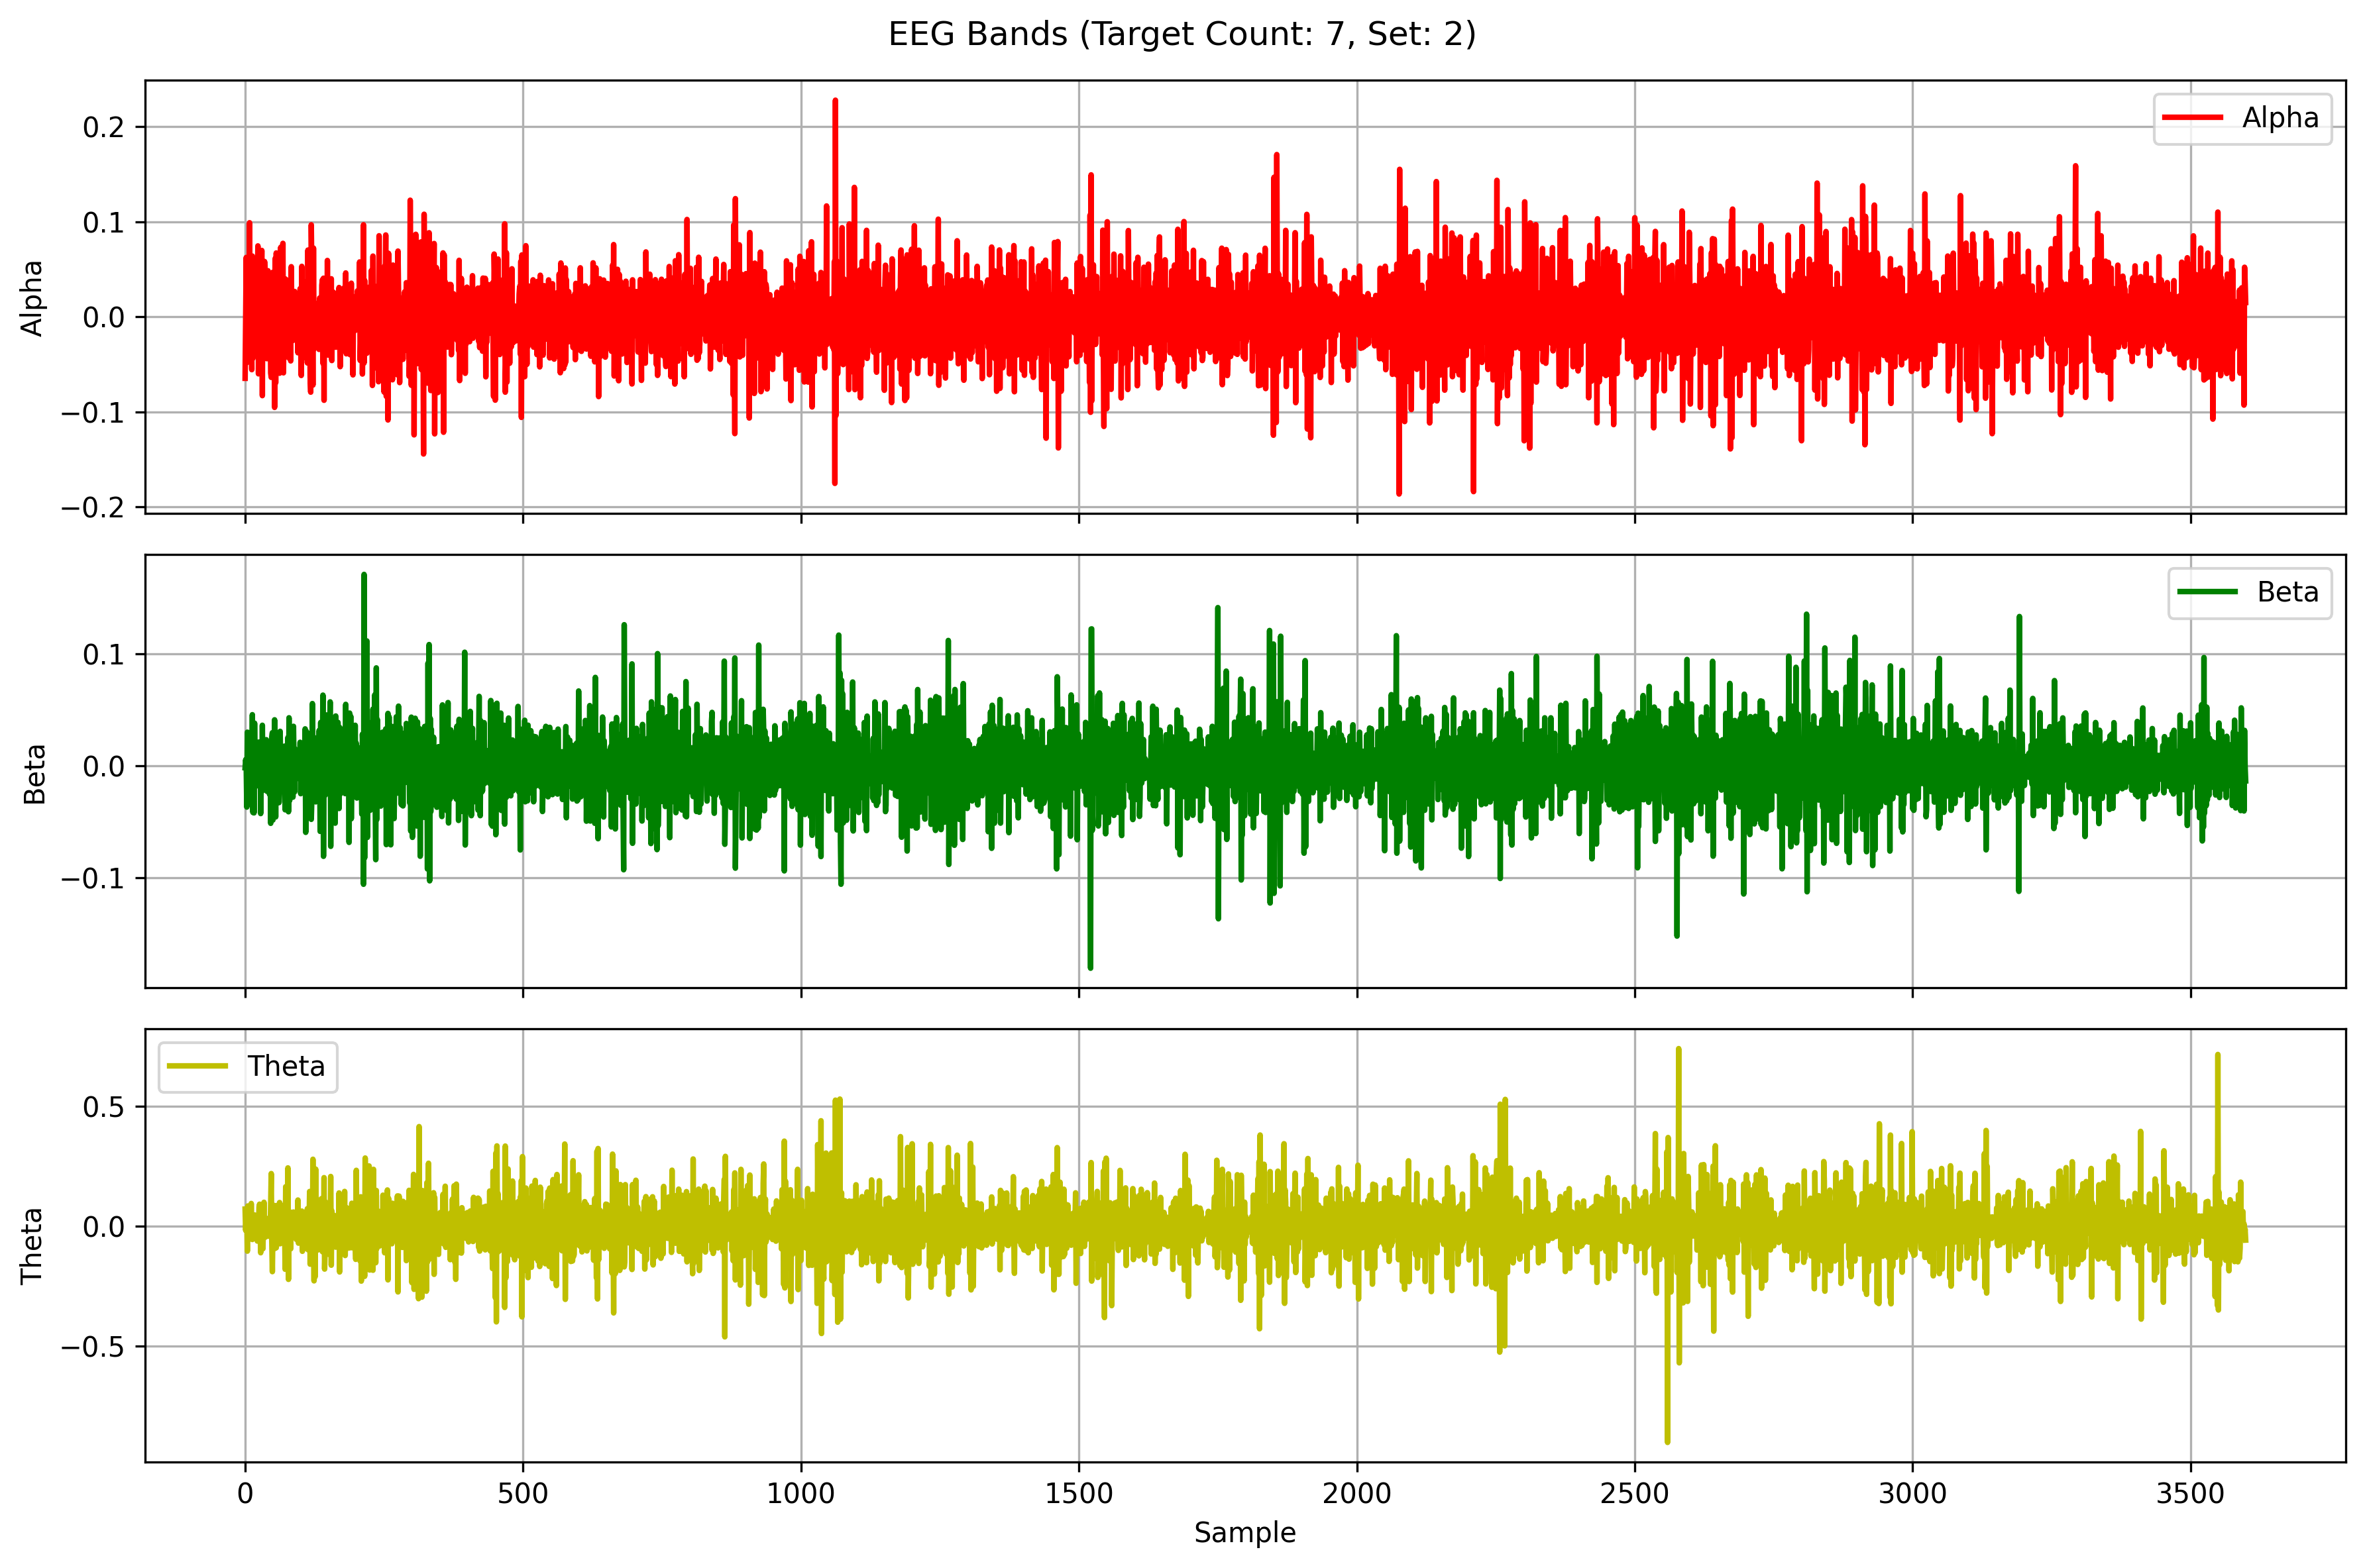 EEG Bands (Target Count: 7, Set: 2)
Alpha
0.2
0.1
0.0
−0.1
−0.2
Alpha
Beta
0.1
0.0
−0.1
Beta
Theta
0.5
0.0
−0.5
Theta
0 500 1000 1500 2000 2500 3000 3500
Sample